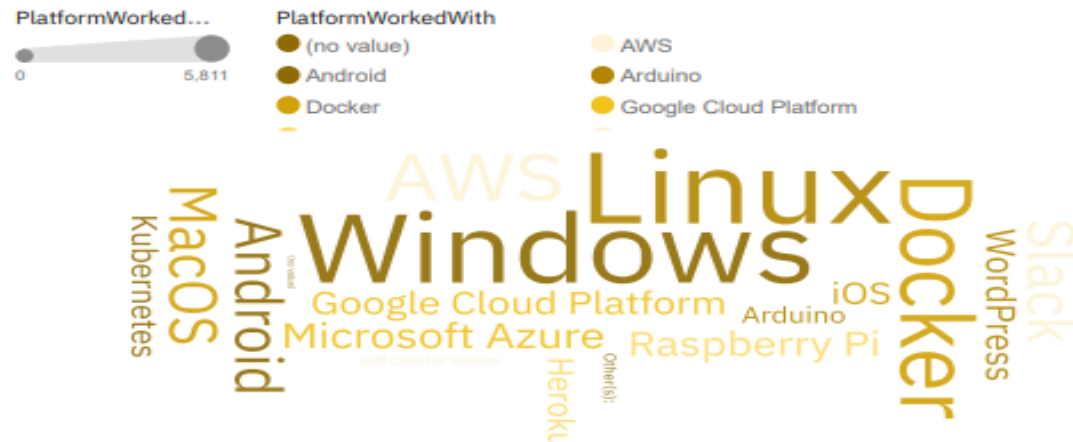 PlatformWorked... PlatformWorkedWith
(no value) AWS
0 5,811 Android Arduino
Docker Google Cloud Platform
AWS
Linux
Windows
Docker
MacOS
Kubernetes
Android
(no value)
Slack
WordPress
Google Cloud Platform
iOS
Arduino
Microsoft Azure
Raspberry Pi
IBM Cloud or Watson
Heroku
Other(s):